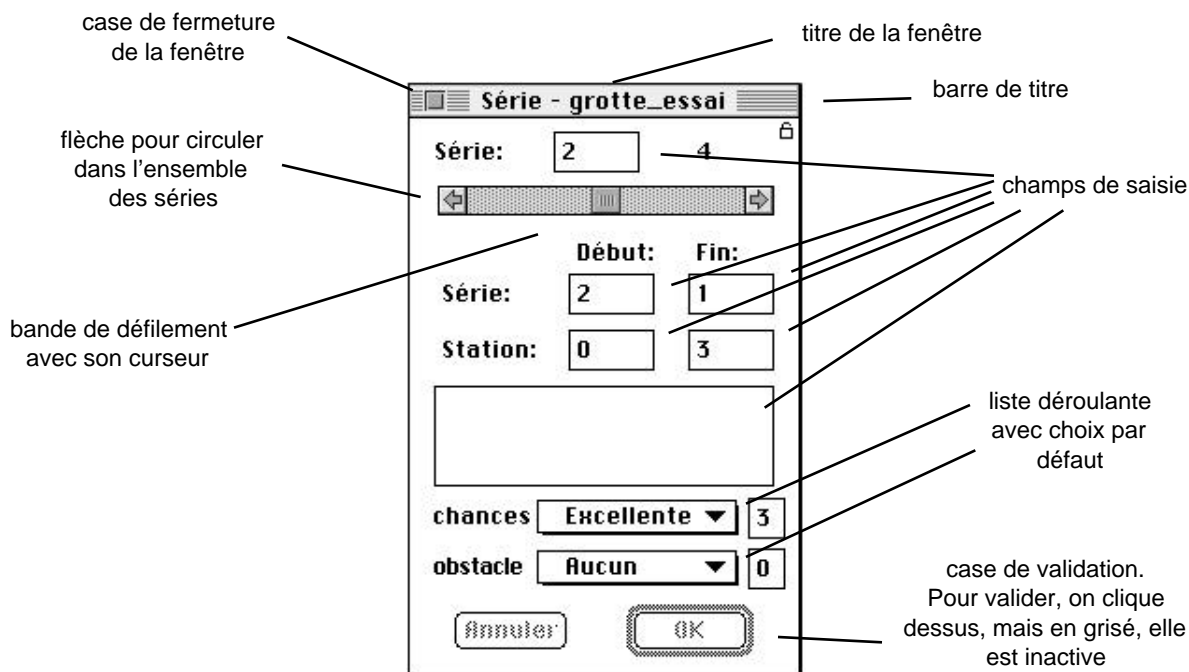 case de fermeture
de la fenêtre
titre de la fenêtre
barre de titre
Série - grotte_essai
flèche pour circuler
dans l'ensemble
des séries
Série: 2 4
champs de saisie
Début: Fin:
Série: 2 1
bande de défilement
avec son curseur
Station: 0 3
liste déroulante
avec choix par
défaut
chances Excellente 3
obstacle Aucun 0
case de validation.
Pour valider, on clique
dessus, mais en grisé, elle
est inactive
Annuler OK